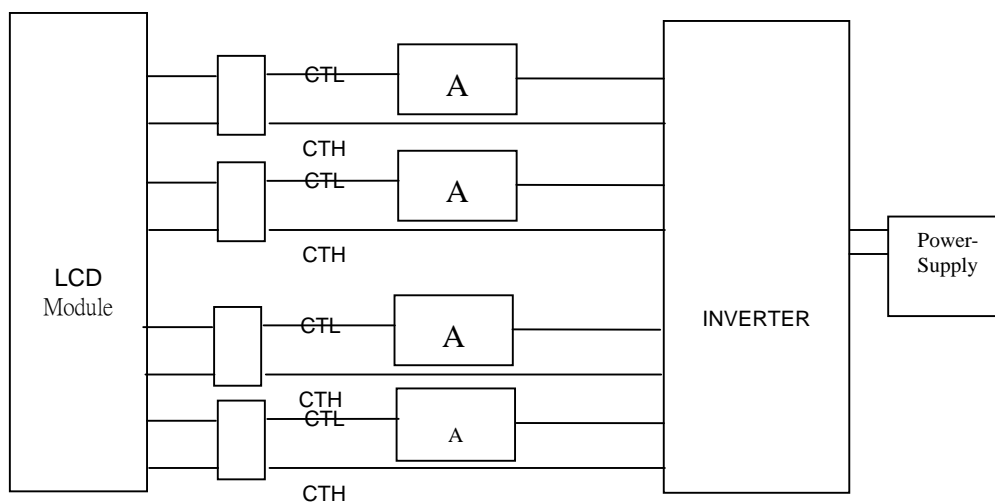 CTL
A
CTH
CTL
A
CTH
LCD
Module
CTL
A
CTH
CTL
A
CTH
INVERTER
Power-
Supply